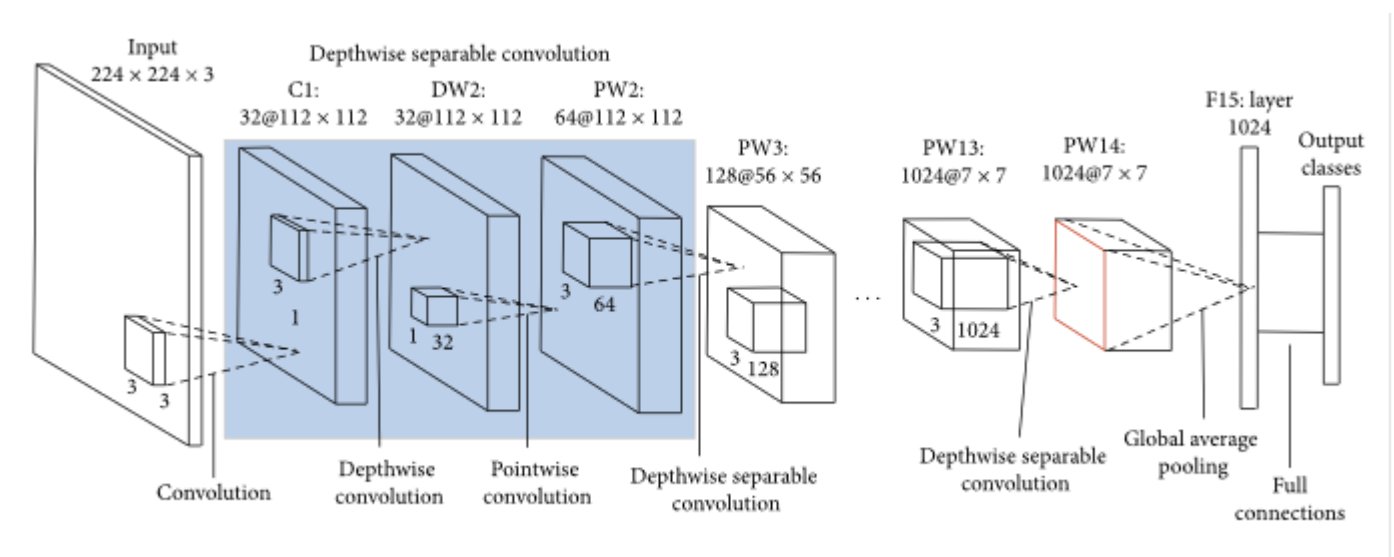 Input
224 × 224 × 3
Depthwise separable convolution
C1:
32@112 × 112
DW2:
32@112 × 112
PW2:
64@112 × 112
PW3:
128@56 × 56
PW13:
1024@7 × 7
PW14:
1024@7 × 7
F15: layer
1024
Output
classes
3
3
3
1
1
32
3
64
3
128
...
3
1024
Convolution
Depthwise
convolution
Pointwise
convolution
Depthwise separable
convolution
Depthwise separable
convolution
Global average
pooling
Full
connections